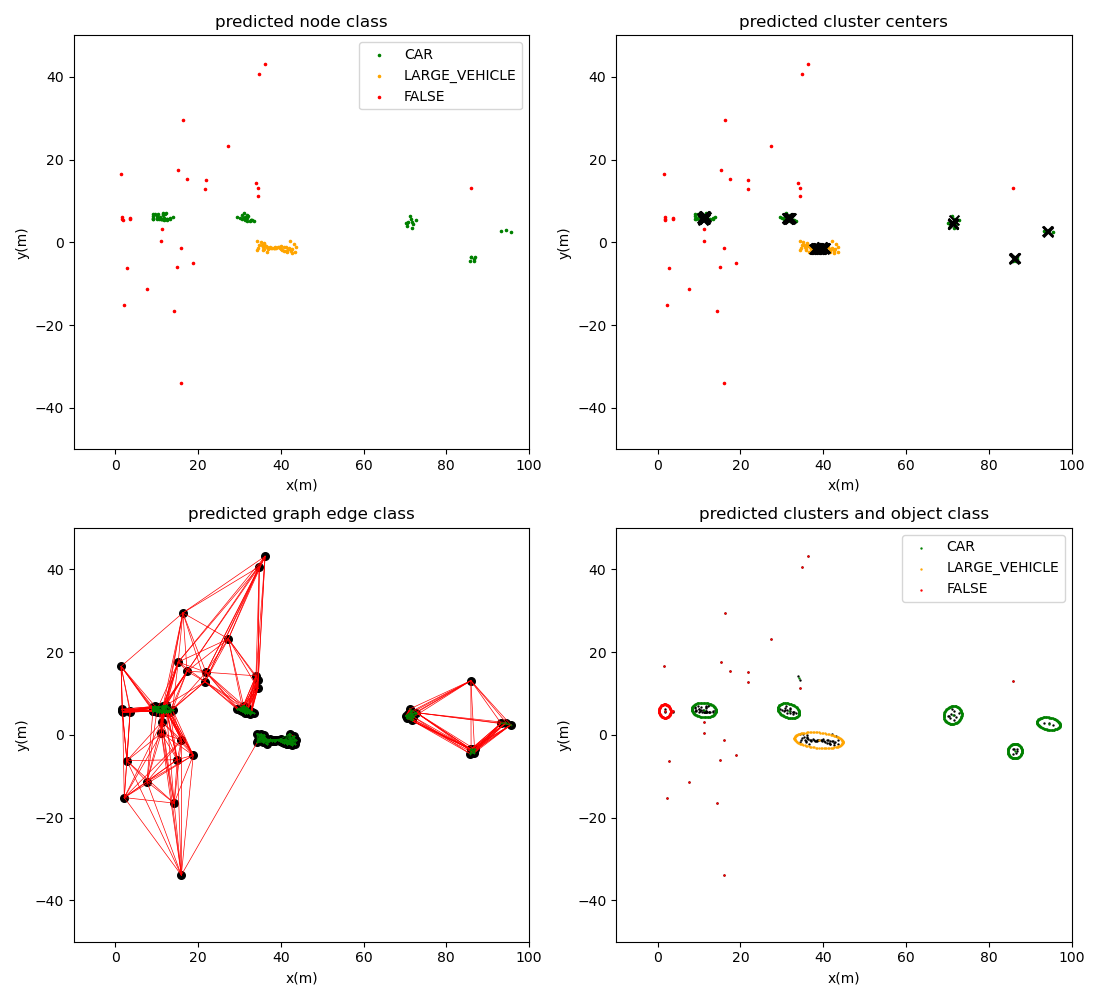 predicted node class
CAR
LARGE_VEHICLE
FALSE
40
20
0
−20
−40
y(m)
0 20 40 60 80 100
x(m)
predicted cluster centers
40
20
0
−20
−40
y(m)
0 20 40 60 80 100
x(m)
predicted graph edge class
40
20
0
−20
−40
y(m)
0 20 40 60 80 100
x(m)
predicted clusters and object class
CAR
LARGE_VEHICLE
FALSE
40
20
0
−20
−40
y(m)
0 20 40 60 80 100
x(m)